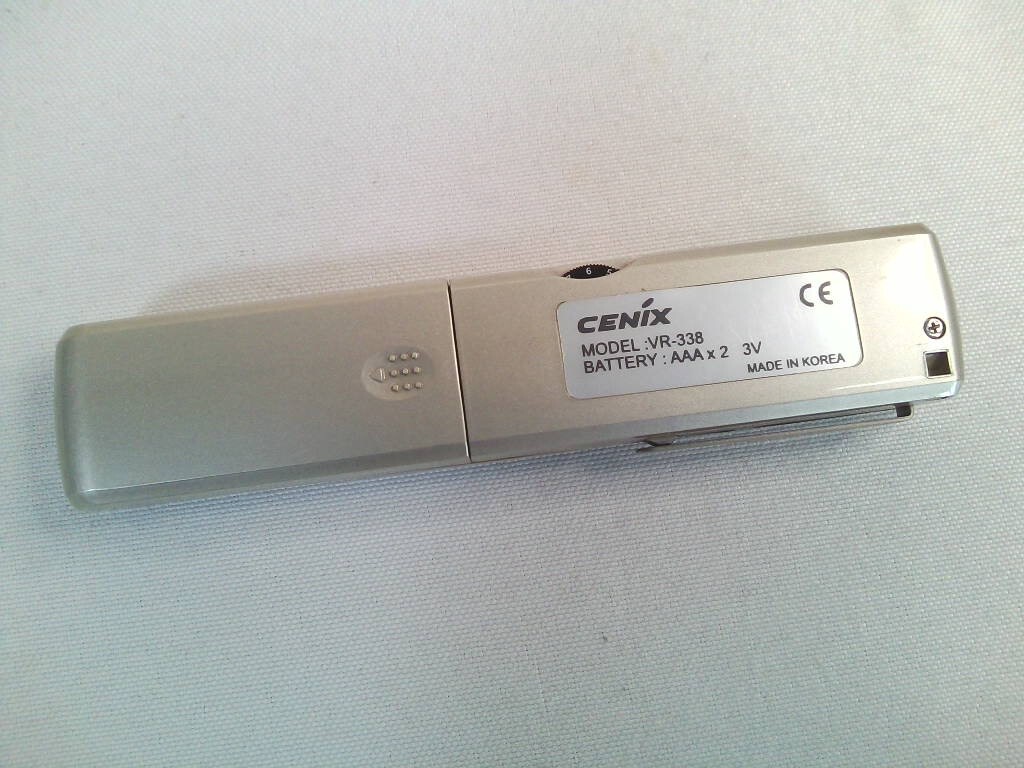 6
CENIX
CE
MODEL :VR-338
BATTERY : AAA x 2 3V
MADE IN KOREA